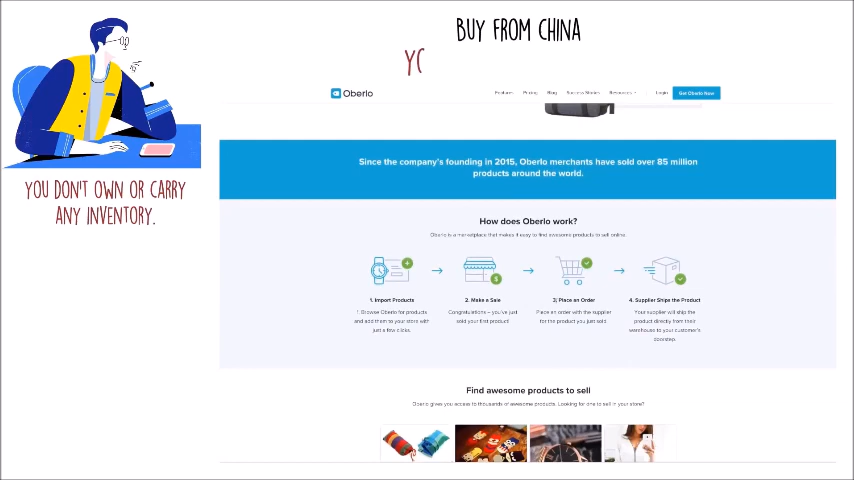 BUY FROM CHINA
YO
YOU DON'T OWN OR CARRY
ANY INVENTORY.
Oberlo
Features Pricing Blog Success Stories Resources Login Get Oberlo Now
Since the company's founding in 2015, Oberlo merchants have sold over 85 million
products around the world.
How does Oberlo work?
Oberlo is a marketplace that makes it easy to find awesome products to sell online.
1. Import Products
1. Browse Oberlo for products
and add them to your store with
just a few clicks.
2. Make a Sale
Congratulations – you've just
sold your first product!
3. Place an Order
Place an order with the supplier
for the product you just sold
4. Supplier Ships the Product
Your supplier will ship the
product directly from their
warehouse to your customer's
doorstep.
Find awesome products to sell
Oberlo gives you access to thousands of awesome products. Looking for one to sell in your store?